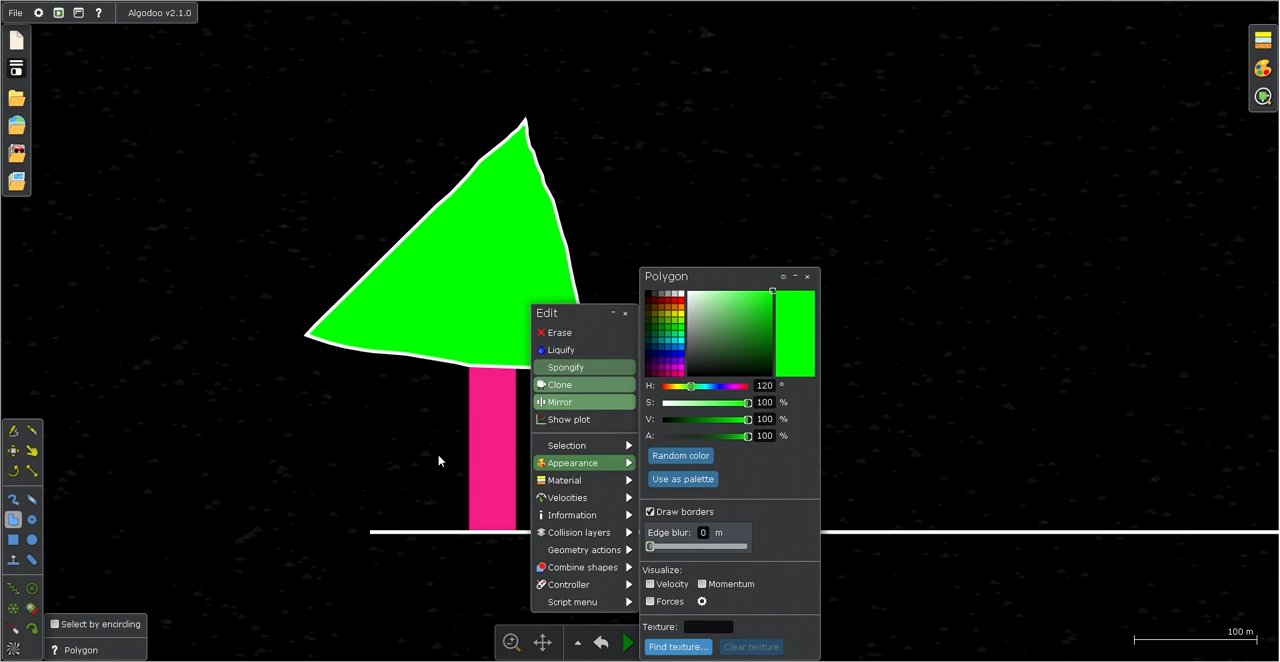 File
?
Algodoo v2.1.0
Edit
Erase
Liquify
Spongify
Clone
Mirror
Show plot
Selection
Appearance
Material
Velocities
Information
Collision layers
Geometry actions
Combine shapes
Controller
Script menu
Polygon
H: 120 °
S: 100 %
V: 100 %
A: 100 %
Random color
Use as palette
Draw borders
Edge blur: 0 m
Visualize:
Velocity Momentum
Forces
Texture:
Find texture... Clear texture
Select by encircling
? Polygon
100 m